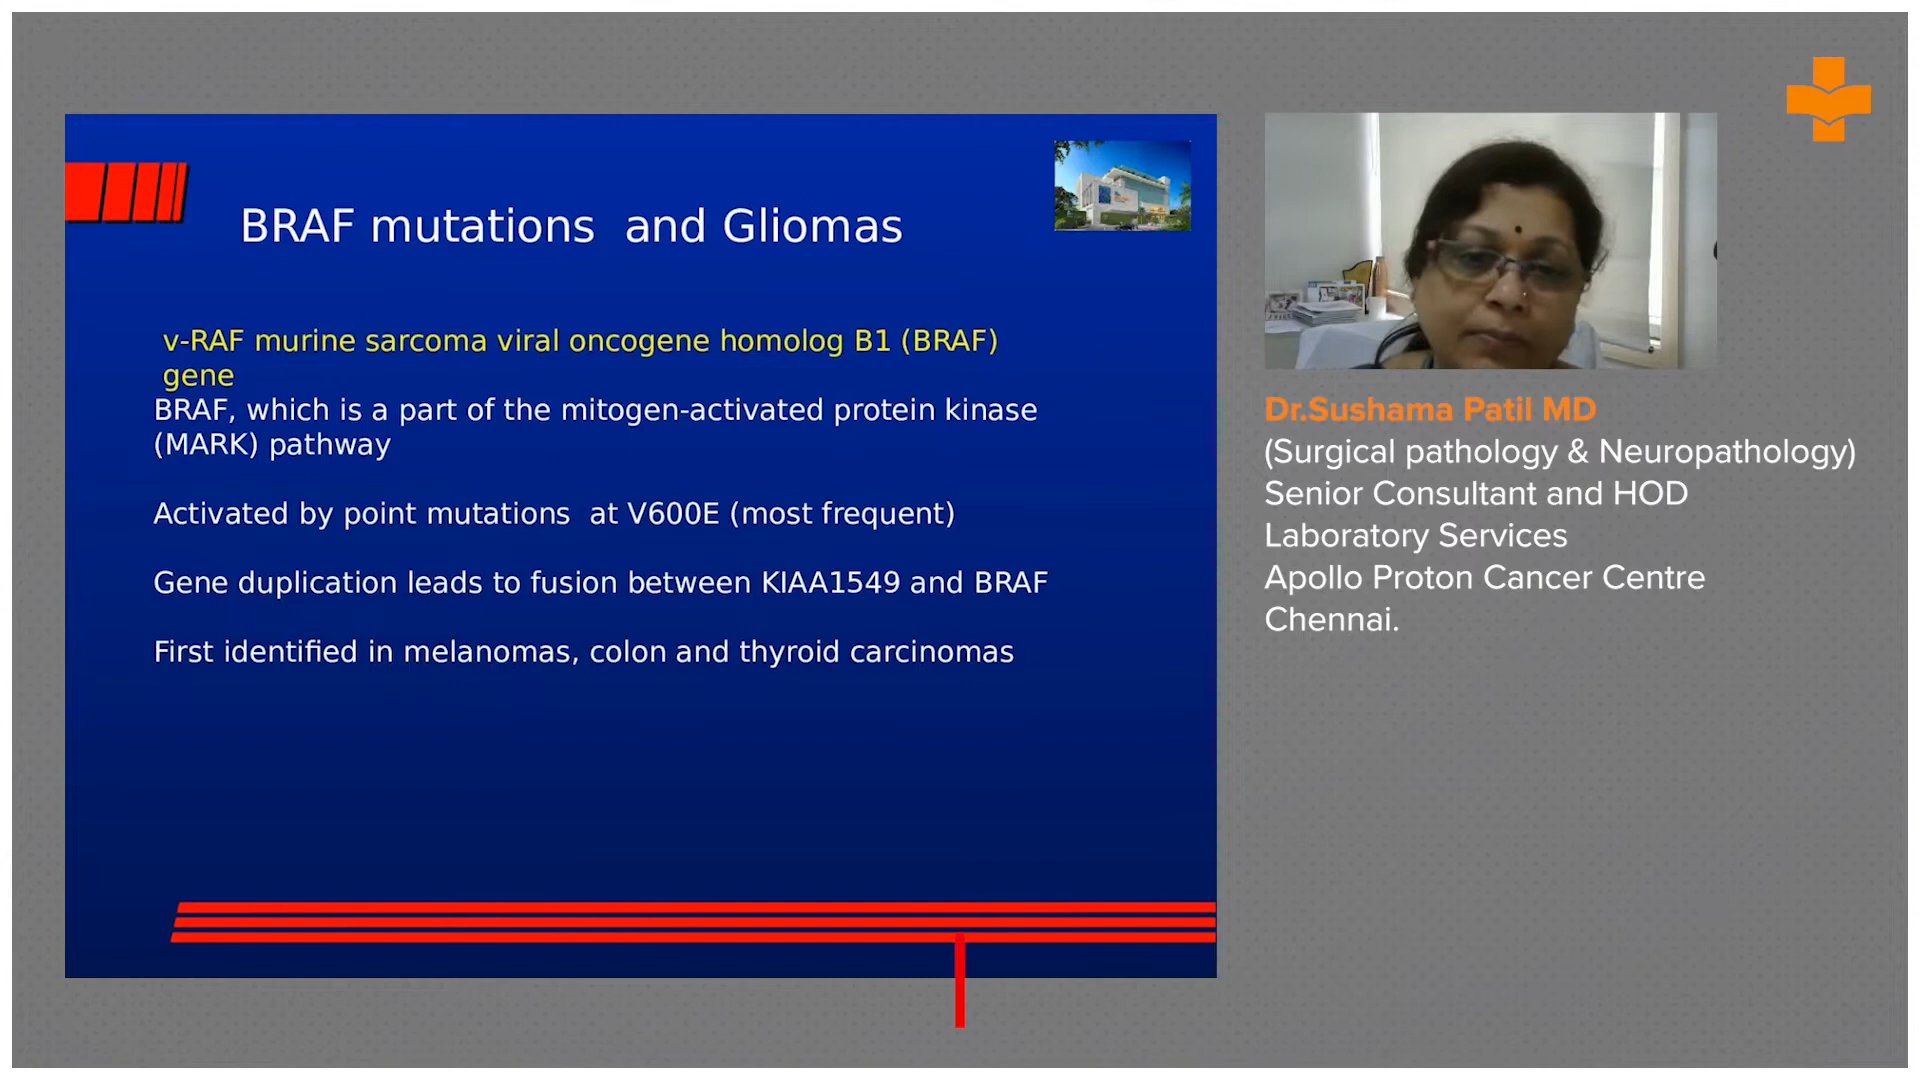 BRAF mutations  and Gliomas
v-RAF murine sarcoma viral oncogene homolog B1 (BRAF)
gene
BRAF, which is a part of the mitogen-activated protein kinase
(MARK) pathway
Activated by point mutations  at V600E (most frequent)
Gene duplication leads to fusion between KIAA1549 and BRAF
First identified in melanomas, colon and thyroid carcinomas
Dr.Sushama Patil MD
(Surgical pathology & Neuropathology)
Senior Consultant and HOD
Laboratory Services
Apollo Proton Cancer Centre
Chennai.